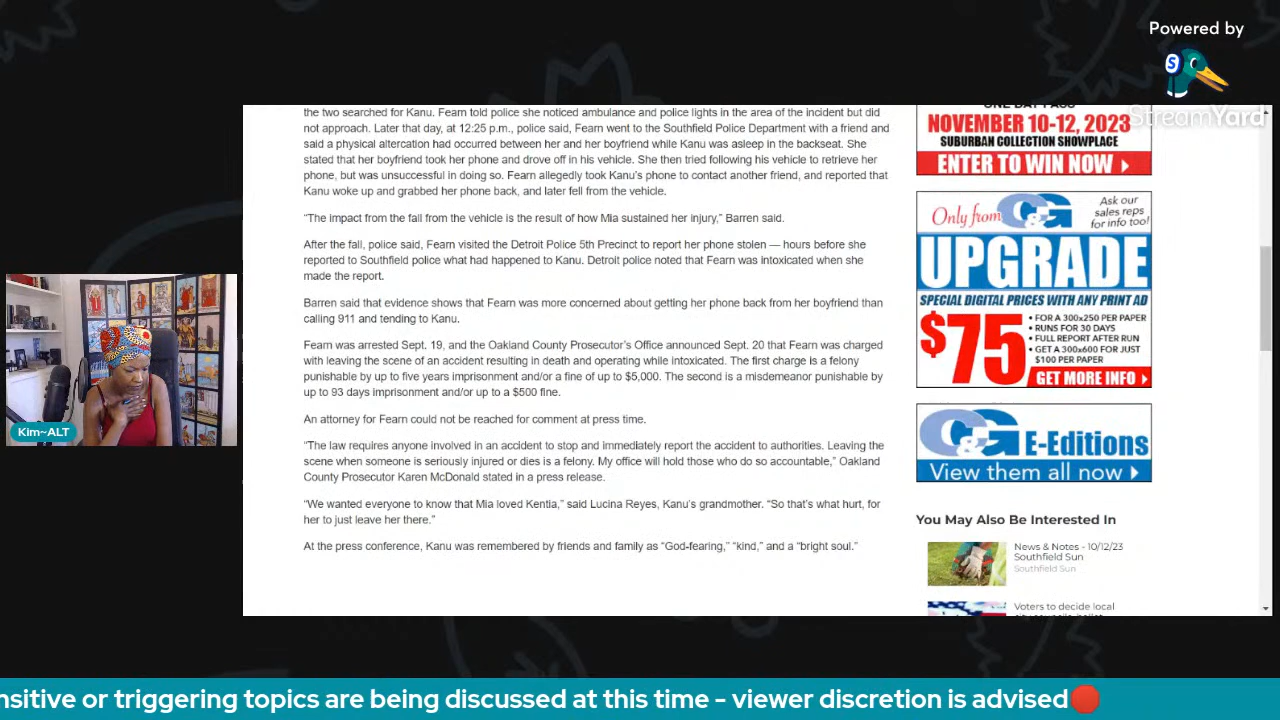 Powered by
S
StreamYard
the two searched for Kanu. Fearn told police she noticed ambulance and police lights in the area of the incident but did
not approach. Later that day, at 12:25 p.m., police said, Fearn went to the Southfield Police Department with a friend and
said a physical altercation had occurred between her and her boyfriend while Kanu was asleep in the backseat. She
stated that her boyfriend took her phone and drove off in his vehicle. She then tried following his vehicle to retrieve her
phone, but was unsuccessful in doing so. Fearn allegedly took Kanu's phone to contact another friend, and reported that
Kanu woke up and grabbed her phone back, and later fell from the vehicle.
“The impact from the fall from the vehicle is the result of how Mia sustained her injury,” Barren said.
After the fall, police said, Fearn visited the Detroit Police 5th Precinct to report her phone stolen — hours before she
reported to Southfield police what had happened to Kanu. Detroit police noted that Fearn was intoxicated when she
made the report.
Barren said that evidence shows that Fearn was more concerned about getting her phone back from her boyfriend than
calling 911 and tending to Kanu.
Fearn was arrested Sept. 19, and the Oakland County Prosecutor's Office announced Sept. 20 that Fearn was charged
with leaving the scene of an accident resulting in death and operating while intoxicated. The first charge is a felony
punishable by up to five years imprisonment and/or a fine of up to $5,000. The second is a misdemeanor punishable by
up to 93 days imprisonment and/or up to a $500 fine.
An attorney for Fearn could not be reached for comment at press time.
“The law requires anyone involved in an accident to stop and immediately report the accident to authorities. Leaving the
scene when someone is seriously injured or dies is a felony. My office will hold those who do so accountable,” Oakland
County Prosecutor Karen McDonald stated in a press release.
“We wanted everyone to know that Mia loved Kentia,” said Lucina Reyes, Kanu's grandmother. “So that's what hurt, for
her to just leave her there.”
At the press conference, Kanu was remembered by friends and family as “God-fearing,” “kind,” and a “bright soul.”
ONE DAY PASS
NOVEMBER 10-12, 2023
SUBURBAN COLLECTION SHOWPLACE
ENTER TO WIN NOW
Only from C&G
Ask our
sales reps
for info too!
UPGRADE
SPECIAL DIGITAL PRICES WITH ANY PRINT AD
$75
• FOR A 300x250 PER PAPER
• RUNS FOR 30 DAYS
• FULL REPORT AFTER RUN
• GET A 300x600 FOR JUST
$100 PER PAPER
GET MORE INFO
C&G E-Editions
View them all now
You May Also Be Interested In
News & Notes - 10/12/23
Southfield Sun
Southfield Sun
Voters to decide local
Kim~ALT
nsitive or triggering topics are being discussed at this time - viewer discretion is advised